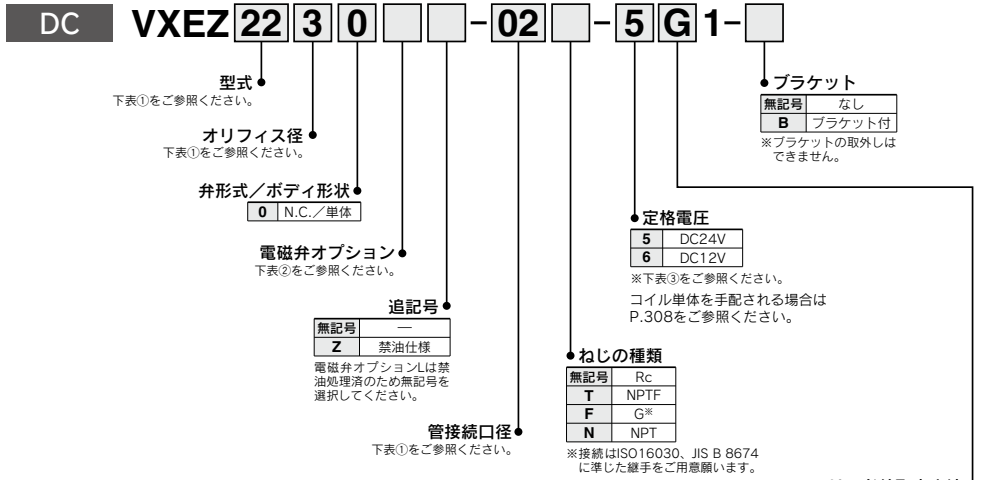 DC VXEZ 22 3 0 - 02 - 5 G 1-
型式
下表①をご参照ください。
オリフィス径
下表①をご参照ください。
弁形式／ボディ形状
0 N.C.／単体
電磁弁オプション
下表②をご参照ください。
追記号
無記号 —
Z 禁油仕様
電磁弁オプションLは禁
油処理済のため無記号を
選択してください。
管接続口径
下表①をご参照ください。
ブラケット
無記号 なし
B ブラケット付
※ブラケットの取外しは
できません。
定格電圧
5 DC24V
6 DC12V
※下表③をご参照ください。
コイル単体を手配される場合は
P.308をご参照ください。
ねじの種類
無記号 Rc
T NPTF
F G※
N NPT
※接続はISO16030、JIS B 8674
に準じた継手をご用意願います。